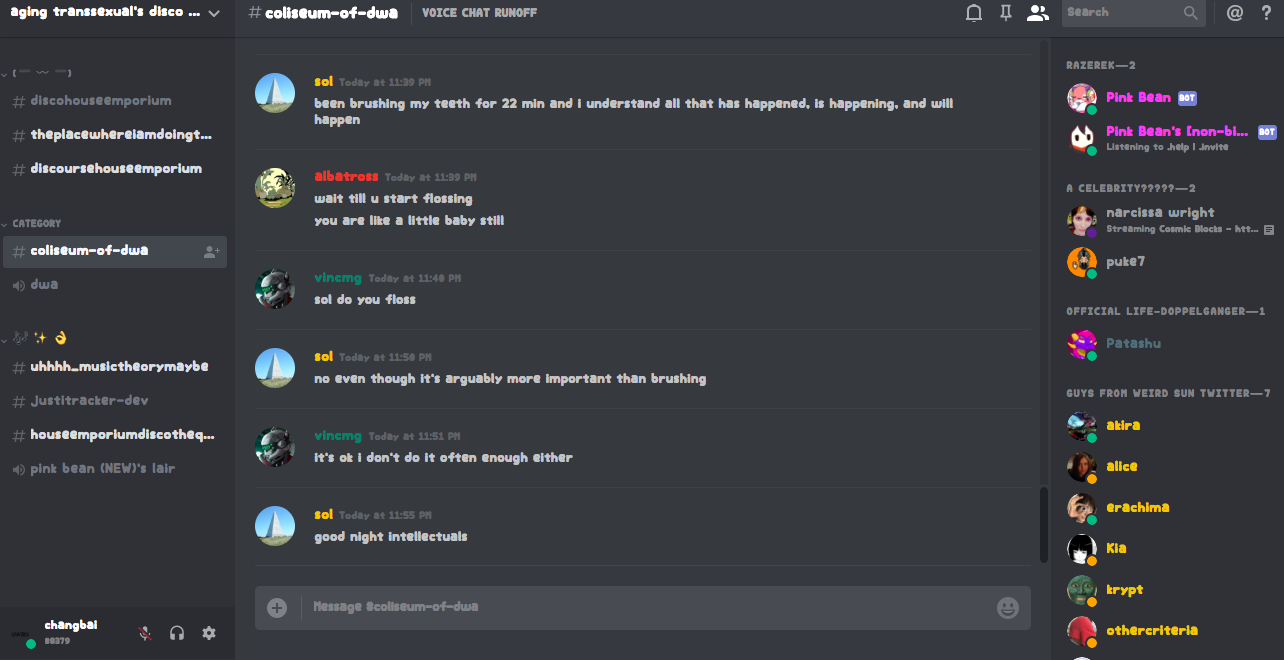 aging transsexual's disco ...
# coliseum-of-dwa
VOICE CHAT RUNOFF
Search
# discohouseemporium
# theplacewhereiamdoingt...
# discoursehouseemporium
CATEGORY
# coliseum-of-dwa
dwa
# uhhhh_musictheorymaybe
# justitracker-dev
# houseemporiumdiscotheq...
pink bean (NEW)'s lair
changbai
#0379
sol Today at 11:39 PM
been brushing my teeth for 22 min and i understand all that has happened, is happening, and will
happen
albatross Today at 11:39 PM
wait till u start flossing
you are like a little baby still
vincmg Today at 11:40 PM
sol do you floss
sol Today at 11:50 PM
no even though it's arguably more important than brushing
vincmg Today at 11:51 PM
it's ok i don't do it often enough either
sol Today at 11:55 PM
good night intellectuals
Message #coliseum-of-dwa
RAZEREK—2
Pink Bean BOT
Pink Bean's [non-bi... BOT
Listening to .help | .invite
A CELEBRITY?????—2
narcissa wright
Streaming Cosmic Blocks - htt...
puke7
OFFICIAL LIFE-DOPPELGANGER—1
Patashu
GUYS FROM WEIRD SUN TWITTER—7
akira
alice
erachima
Kia
krypt
othercriteria